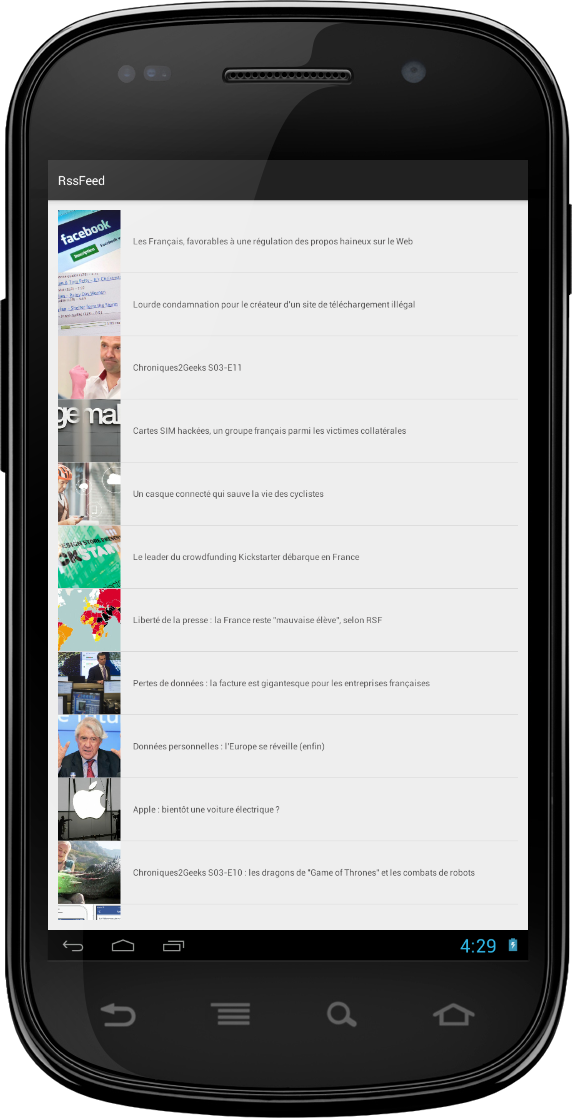 RssFeed
facebook
Inscription
Les Français, favorables à une régulation des propos haineux sur le Web
Lourde condamnation pour le créateur d'un site de téléchargement illégal
Chroniques2Geeks S03-E11
gemal
Cartes SIM hackées, un groupe français parmi les victimes collatérales
Un casque connecté qui sauve la vie des cyclistes
Le leader du crowdfunding Kickstarter débarque en France
Liberté de la presse : la France reste "mauvaise élève", selon RSF
Pertes de données : la facture est gigantesque pour les entreprises françaises
Données personnelles : l'Europe se réveille (enfin)
Apple : bientôt une voiture électrique ?
Chroniques2Geeks S03-E10 : les dragons de "Game of Thrones" et les combats de robots
4:29